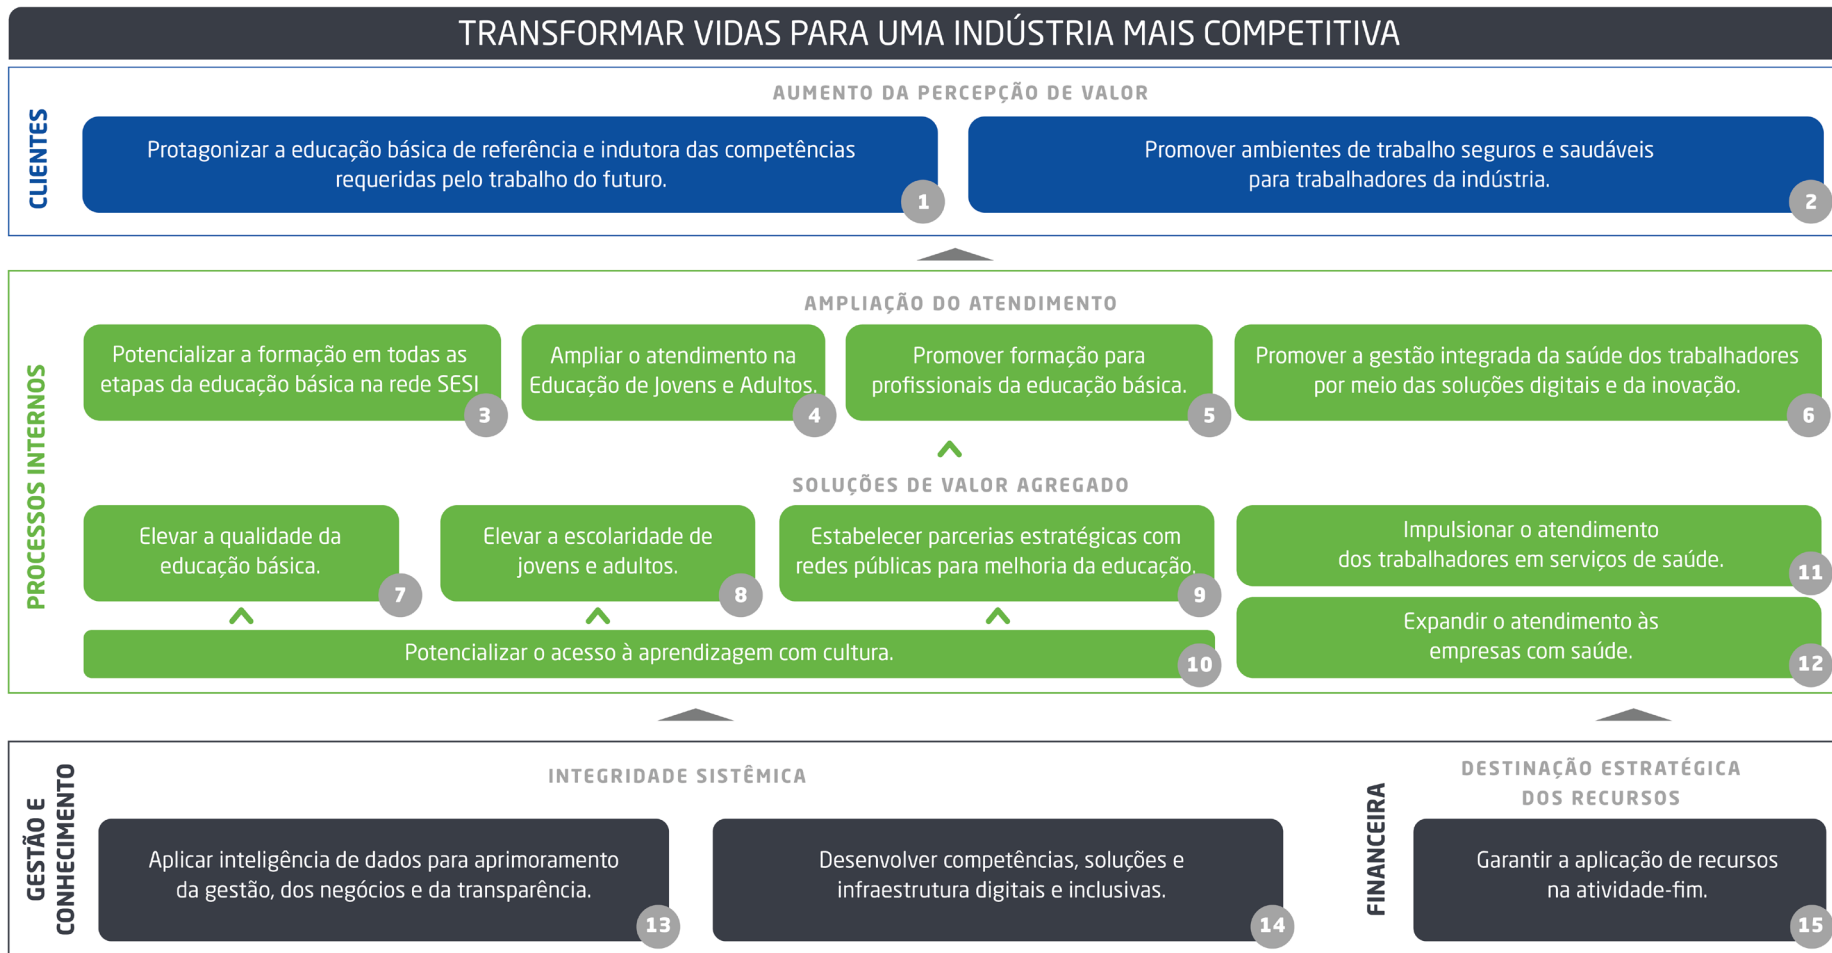 TRANSFORMAR VIDAS PARA UMA INDÚSTRIA MAIS COMPETITIVA
CLIENTES
AUMENTO DA PERCEPÇÃO DE VALOR
Protagonizar a educação básica de referência e indutora das competências
requeridas pelo trabalho do futuro.
1
Promover ambientes de trabalho seguros e saudáveis
para trabalhadores da indústria.
2
PROCESSOS INTERNOS
AMPLIAÇÃO DO ATENDIMENTO
Potencializar a formação em todas as
etapas da educação básica na rede SESI
3
Ampliar o atendimento na
Educação de Jovens e Adultos.
4
Promover formação para
profissionais da educação básica.
5
Promover a gestão integrada da saúde dos trabalhadores
por meio das soluções digitais e da inovação.
6
SOLUÇÕES DE VALOR AGREGADO
Elevar a qualidade da
educação básica.
7
Elevar a escolaridade de
jovens e adultos.
8
Estabelecer parcerias estratégicas com
redes públicas para melhoria da educação.
9
Potencializar o acesso à aprendizagem com cultura.
10
Impulsionar o atendimento
dos trabalhadores em serviços de saúde.
11
Expandir o atendimento às
empresas com saúde.
12
GESTÃO E
CONHECIMENTO
INTEGRIDADE SISTÊMICA
Aplicar inteligência de dados para aprimoramento
da gestão, dos negócios e da transparência.
13
Desenvolver competências, soluções e
infraestrutura digitais e inclusivas.
14
FINANCEIRA
DESTINAÇÃO ESTRATÉGICA
DOS RECURSOS
Garantir a aplicação de recursos
na atividade-fim.
15